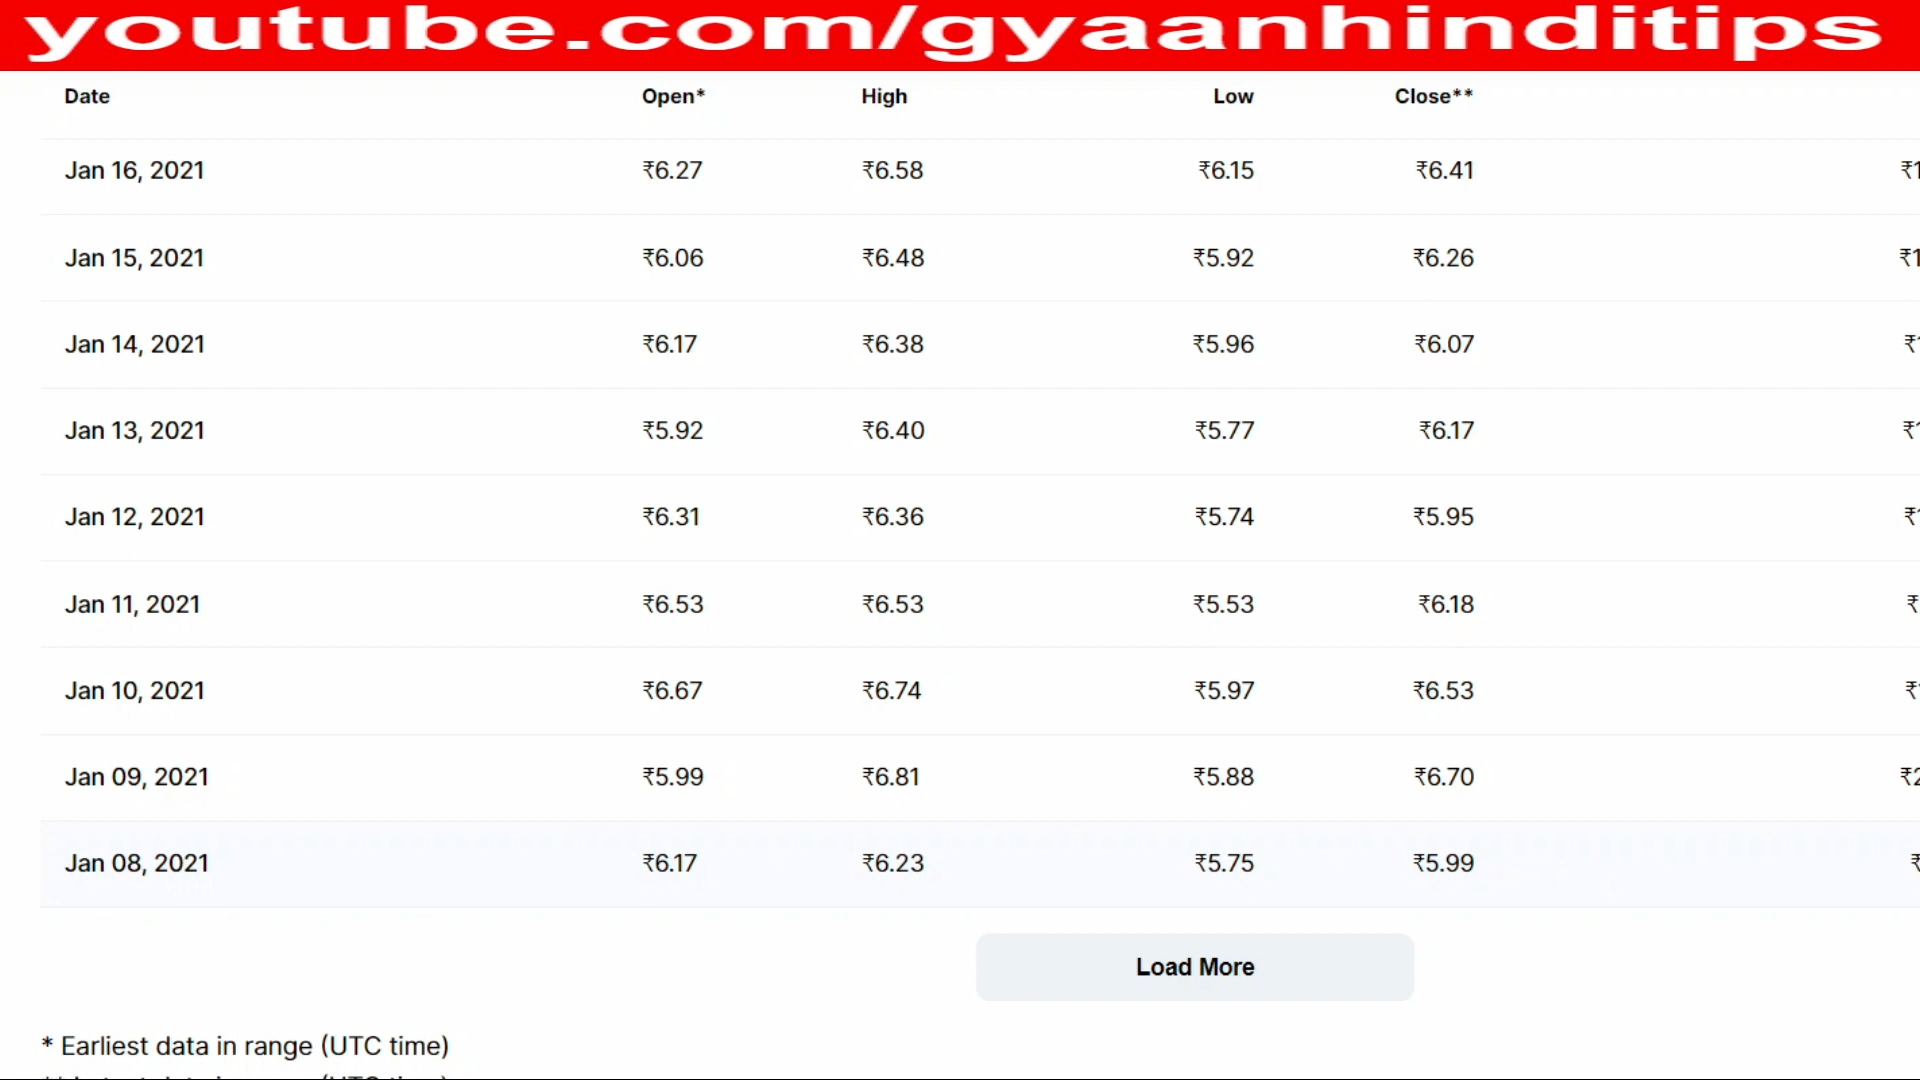 youtube.com/gyaanhinditips
Date Open* High Low Close**
Jan 16, 2021 ₹6.27 ₹6.58 ₹6.15 ₹6.41 ₹1
Jan 15, 2021 ₹6.06 ₹6.48 ₹5.92 ₹6.26 ₹1
Jan 14, 2021 ₹6.17 ₹6.38 ₹5.96 ₹6.07 ₹
Jan 13, 2021 ₹5.92 ₹6.40 ₹5.77 ₹6.17 ₹
Jan 12, 2021 ₹6.31 ₹6.36 ₹5.74 ₹5.95 ₹
Jan 11, 2021 ₹6.53 ₹6.53 ₹5.53 ₹6.18 ₹
Jan 10, 2021 ₹6.67 ₹6.74 ₹5.97 ₹6.53 ₹
Jan 09, 2021 ₹5.99 ₹6.81 ₹5.88 ₹6.70 ₹2
Jan 08, 2021 ₹6.17 ₹6.23 ₹5.75 ₹5.99 ₹
Load More
* Earliest data in range (UTC time)